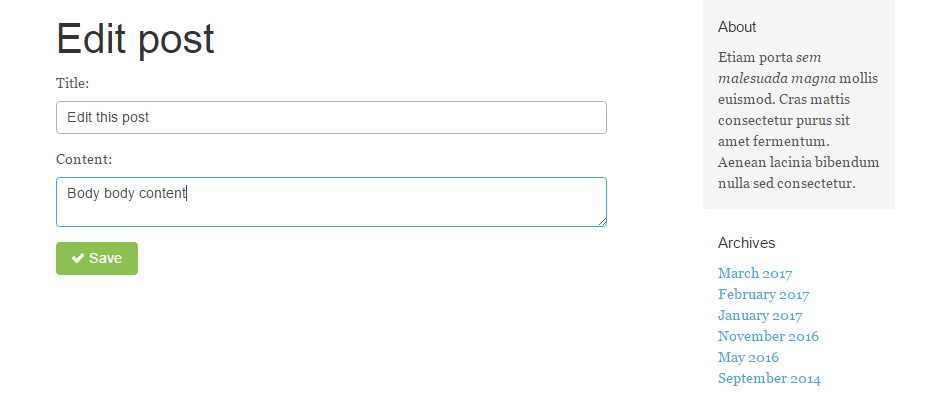 Edit post
Title:
Edit this post
Content:
Body body content
Save
About
Etiam porta sem
malesuada magna mollis
euismod. Cras mattis
consectetur purus sit
amet fermentum.
Aenean lacinia bibendum
nulla sed consectetur.
Archives
March 2017
February 2017
January 2017
November 2016
May 2016
September 2014